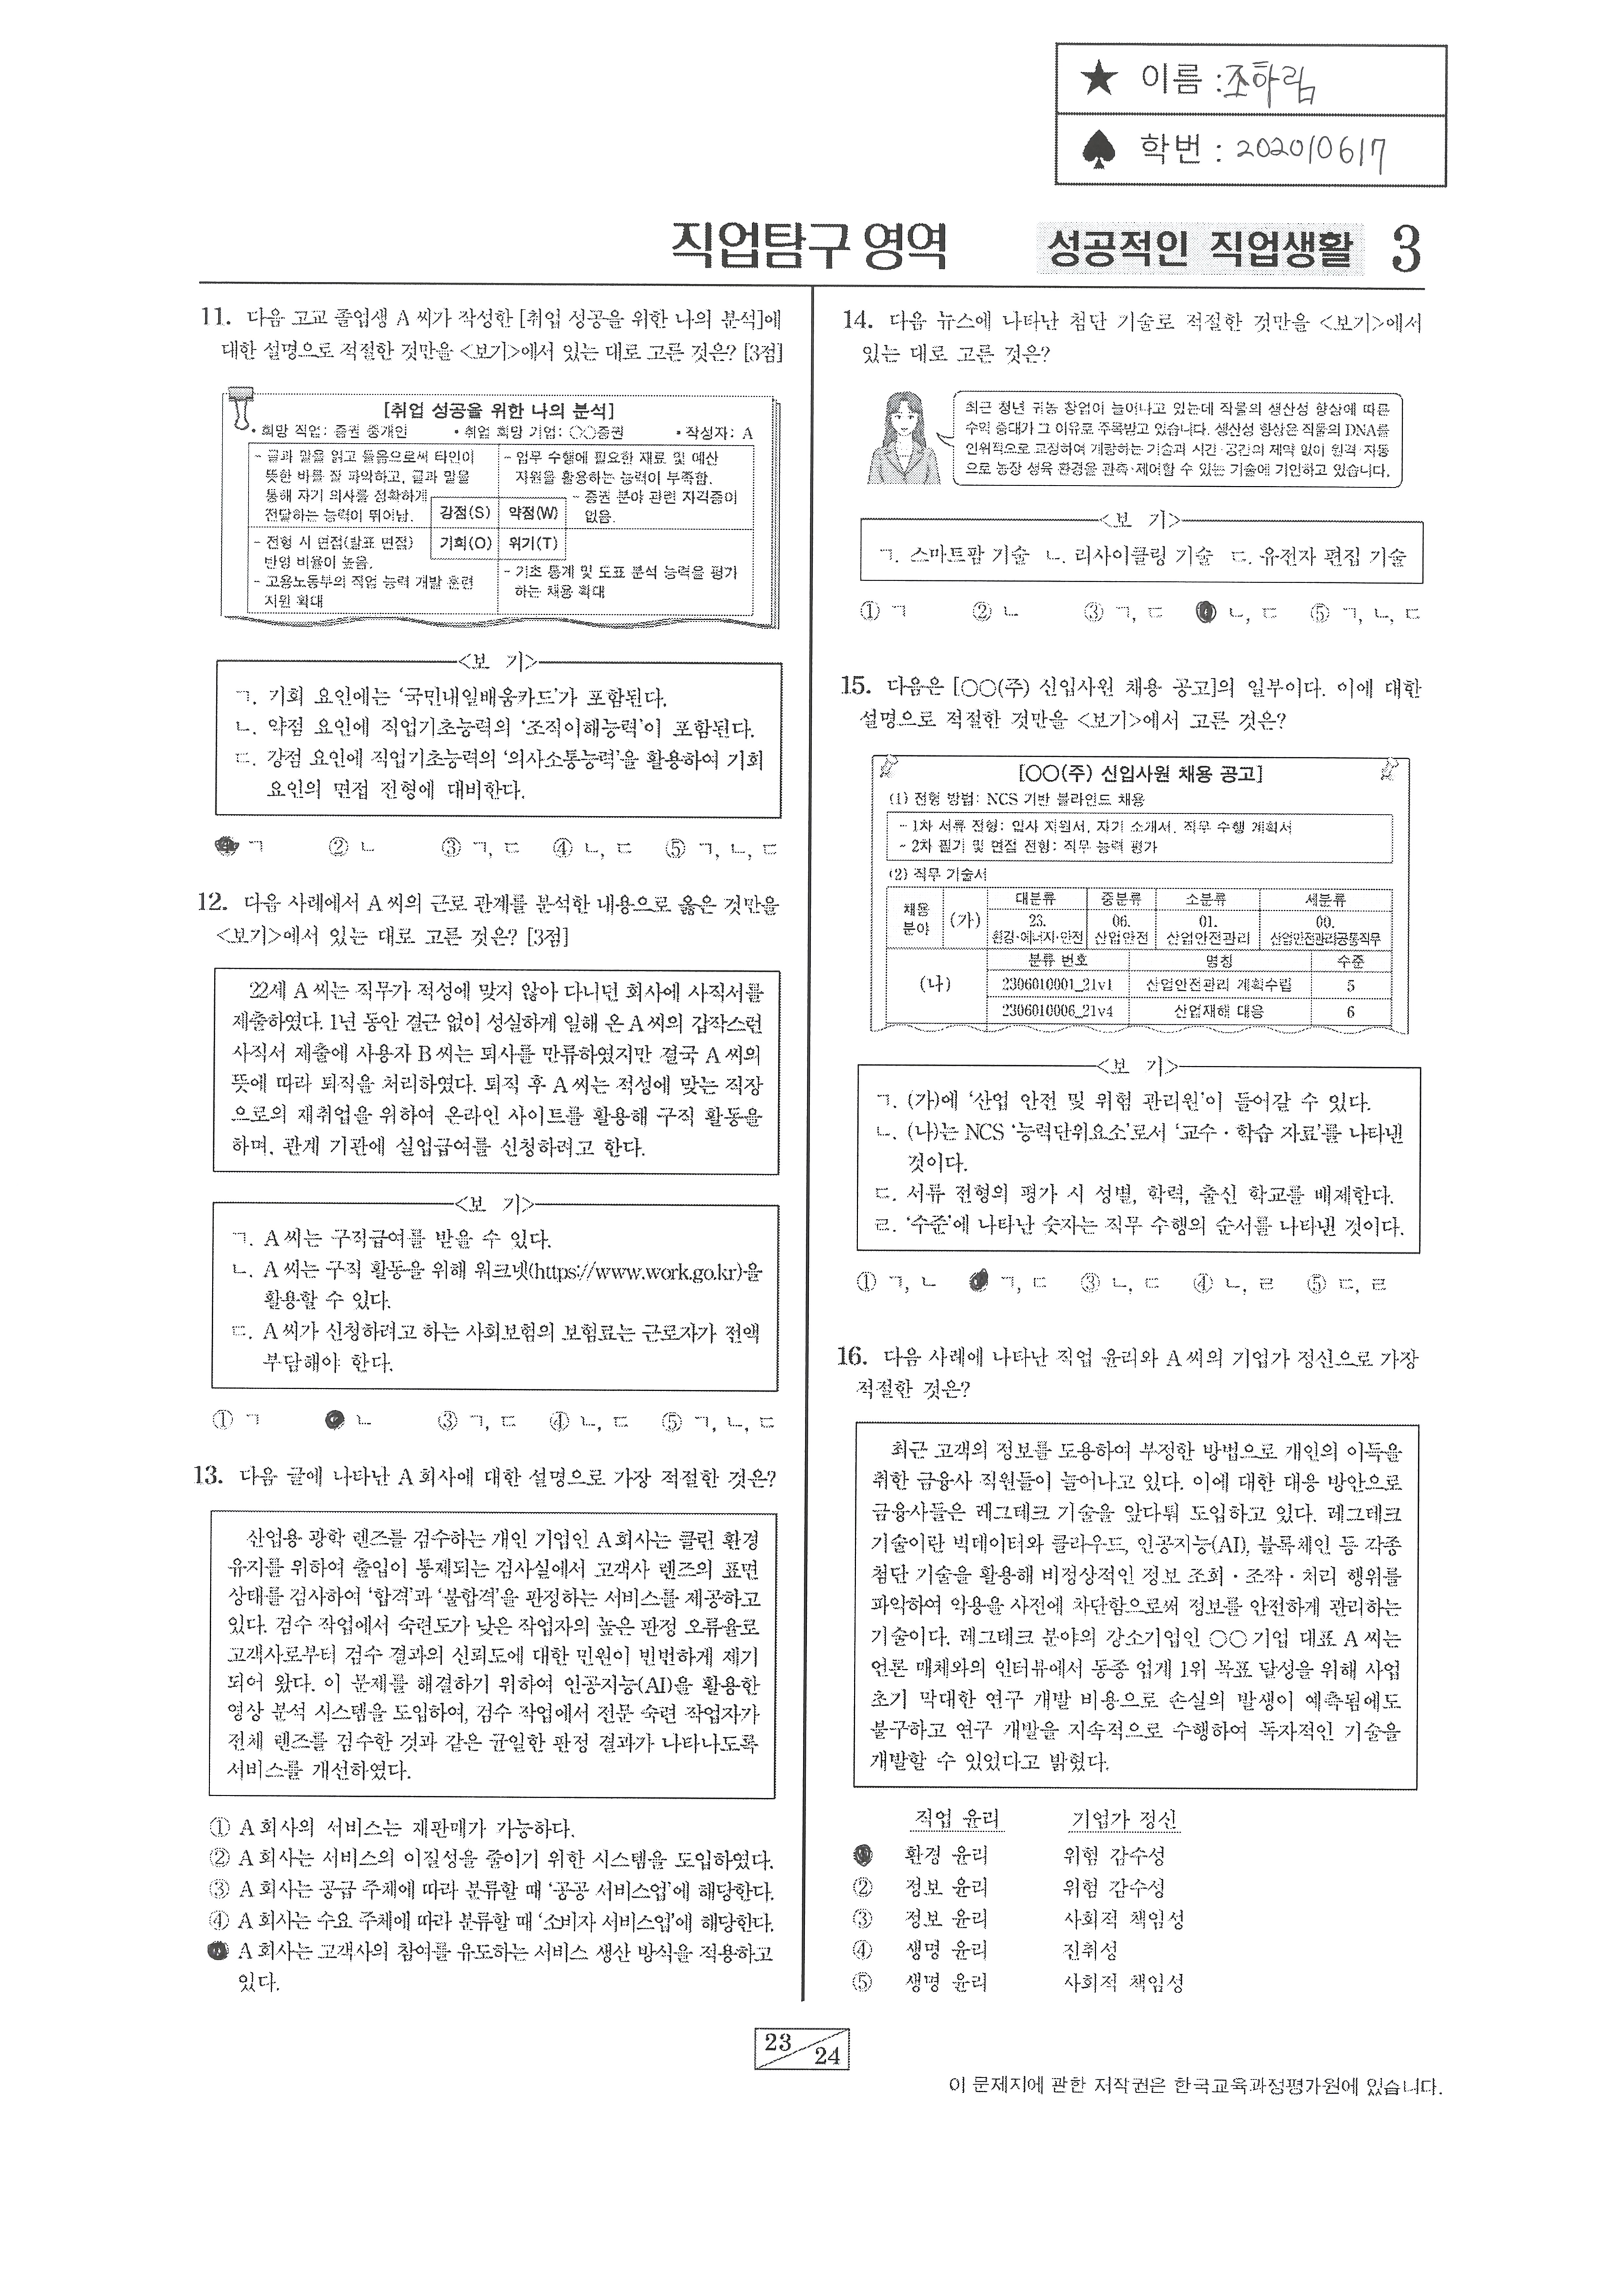 ★ 이름 : 조하림
♠ 학번 : 202010617
직업탐구 영역 성공적인 직업생활 3
11. 다음 고교 졸업생 A 씨가 작성한 [취업 성공을 위한 나의 분석]에
대한 설명으로 적절한 것만을 <보기>에서 있는 대로 고른 것은? [3점]
[취업 성공을 위한 나의 분석]
• 희망 직업: 증권 중개인 • 취업 희망 기업: ○○증권 • 작성자: A
- 글과 말을 읽고 들음으로써 타인이
뜻한 바를 잘 파악하고, 글과 말을
통해 자기 의사를 정확하게
전달하는 능력이 뛰어남.
강점(S)
- 업무 수행에 필요한 재료 및 예산
자원을 활용하는 능력이 부족함.
- 증권 분야 관련 자격증이
없음.
약점(W)
- 전형 시 면접(발표 면접)
반영 비율이 높음.
- 고용노동부의 직업 능력 개발 훈련
지원 확대
기회(O)
위기(T)
- 기초 통계 및 도표 분석 능력을 평가
하는 채용 확대
<보 기>
ㄱ. 기회 요인에는 ‘국민내일배움카드’가 포함된다.
ㄴ. 약점 요인에 직업기초능력의 ‘조직이해능력’이 포함된다.
ㄷ. 강점 요인에 직업기초능력의 ‘의사소통능력’을 활용하여 기회
요인의 면접 전형에 대비한다.
① ㄱ ② ㄴ ③ ㄱ, ㄷ ④ ㄴ, ㄷ ⑤ ㄱ, ㄴ, ㄷ
12. 다음 사례에서 A 씨의 근로 관계를 분석한 내용으로 옳은 것만을
<보기>에서 있는 대로 고른 것은? [3점]
22세 A 씨는 직무가 적성에 맞지 않아 다니던 회사에 사직서를
제출하였다. 1년 동안 결근 없이 성실하게 일해 온 A 씨의 갑작스런
사직서 제출에 사용자 B 씨는 퇴사를 만류하였지만 결국 A 씨의
뜻에 따라 퇴직을 처리하였다. 퇴직 후 A 씨는 적성에 맞는 직장
으로의 재취업을 위하여 온라인 사이트를 활용해 구직 활동을
하며, 관계 기관에 실업급여를 신청하려고 한다.
<보 기>
ㄱ. A 씨는 구직급여를 받을 수 있다.
ㄴ. A 씨는 구직 활동을 위해 워크넷(https://www.work.go.kr)을
활용할 수 있다.
ㄷ. A 씨가 신청하려고 하는 사회보험의 보험료는 근로자가 전액
부담해야 한다.
① ㄱ ② ㄴ ③ ㄱ, ㄷ ④ ㄴ, ㄷ ⑤ ㄱ, ㄴ, ㄷ
13. 다음 글에 나타난 A 회사에 대한 설명으로 가장 적절한 것은?
산업용 광학 렌즈를 검수하는 개인 기업인 A 회사는 클린 환경
유지를 위하여 출입이 통제되는 검사실에서 고객사 렌즈의 표면
상태를 검사하여 ‘합격’과 ‘불합격’을 판정하는 서비스를 제공하고
있다. 검수 작업에서 숙련도가 낮은 작업자의 높은 판정 오류율로
고객사로부터 검수 결과의 신뢰도에 대한 민원이 빈번하게 제기
되어 왔다. 이 문제를 해결하기 위하여 인공지능(AI)을 활용한
영상 분석 시스템을 도입하여, 검수 작업에서 전문 숙련 작업자가
전체 렌즈를 검수한 것과 같은 균일한 판정 결과가 나타나도록
서비스를 개선하였다.
① A 회사의 서비스는 재판매가 가능하다.
② A 회사는 서비스의 이질성을 줄이기 위한 시스템을 도입하였다.
③ A 회사는 공급 주체에 따라 분류할 때 ‘공공 서비스업’에 해당한다.
④ A 회사는 수요 주체에 따라 분류할 때 ‘소비자 서비스업’에 해당한다.
⑤ A 회사는 고객사의 참여를 유도하는 서비스 생산 방식을 적용하고
있다.
14. 다음 뉴스에 나타난 첨단 기술로 적절한 것만을 <보기>에서
있는 대로 고른 것은?
최근 청년 귀농 창업이 늘어나고 있는데 작물의 생산성 향상에 따른
수익 증대가 그 이유로 주목받고 있습니다. 생산성 향상은 작물의 DNA를
인위적으로 교정하여 개량하는 기술과 시간·공간의 제약 없이 원격·자동
으로 농장 생육 환경을 관측·제어할 수 있는 기술에 기인하고 있습니다.
<보 기>
ㄱ. 스마트팜 기술 ㄴ. 리사이클링 기술 ㄷ. 유전자 편집 기술
① ㄱ ② ㄴ ③ ㄱ, ㄷ ④ ㄴ, ㄷ ⑤ ㄱ, ㄴ, ㄷ
15. 다음은 [○○(주) 신입사원 채용 공고]의 일부이다. 이에 대한
설명으로 적절한 것만을 <보기>에서 고른 것은?
[○○(주) 신입사원 채용 공고]
(1) 전형 방법: NCS 기반 블라인드 채용
- 1차 서류 전형: 입사 지원서, 자기 소개서, 직무 수행 계획서
- 2차 필기 및 면접 전형: 직무 능력 평가
(2) 직무 기술서
채용 분야 (가) 대분류 중분류 소분류 세분류
23. 06. 01. 00.
환경·에너지·안전 산업안전 산업안전관리 산업안전관리공통직무
(나) 분류 번호 명칭 수준
2306010001_21v1 산업안전관리 계획수립 5
2306010006_21v4 산업재해 대응 6
<보 기>
ㄱ. (가)에 ‘산업 안전 및 위험 관리원’이 들어갈 수 있다.
ㄴ. (나)는 NCS ‘능력단위요소’로서 ‘교수·학습 자료’를 나타낸
것이다.
ㄷ. 서류 전형의 평가 시 성별, 학력, 출신 학교를 배제한다.
ㄹ. ‘수준’에 나타난 숫자는 직무 수행의 순서를 나타낸 것이다.
① ㄱ, ㄴ ② ㄱ, ㄷ ③ ㄴ, ㄷ ④ ㄴ, ㄹ ⑤ ㄷ, ㄹ
16. 다음 사례에 나타난 직업 윤리와 A 씨의 기업가 정신으로 가장
적절한 것은?
최근 고객의 정보를 도용하여 부정한 방법으로 개인의 이득을
취한 금융사 직원들이 늘어나고 있다. 이에 대한 대응 방안으로
금융사들은 레그테크 기술을 앞다퉈 도입하고 있다. 레그테크
기술이란 빅데이터와 클라우드, 인공지능(AI), 블록체인 등 각종
첨단 기술을 활용해 비정상적인 정보 조회·조작·처리 행위를
파악하여 악용을 사전에 차단함으로써 정보를 안전하게 관리하는
기술이다. 레그테크 분야의 강소기업인 ○○기업 대표 A 씨는
언론 매체와의 인터뷰에서 동종 업계 1위 목표 달성을 위해 사업
초기 막대한 연구 개발 비용으로 손실의 발생이 예측됨에도
불구하고 연구 개발을 지속적으로 수행하여 독자적인 기술을
개발할 수 있었다고 밝혔다.
직업 윤리 기업가 정신
① 환경 윤리 위험 감수성
② 정보 윤리 위험 감수성
③ 정보 윤리 사회적 책임성
④ 생명 윤리 진취성
⑤ 생명 윤리 사회적 책임성
23/24
이 문제지에 관한 저작권은 한국교육과정평가원에 있습니다.